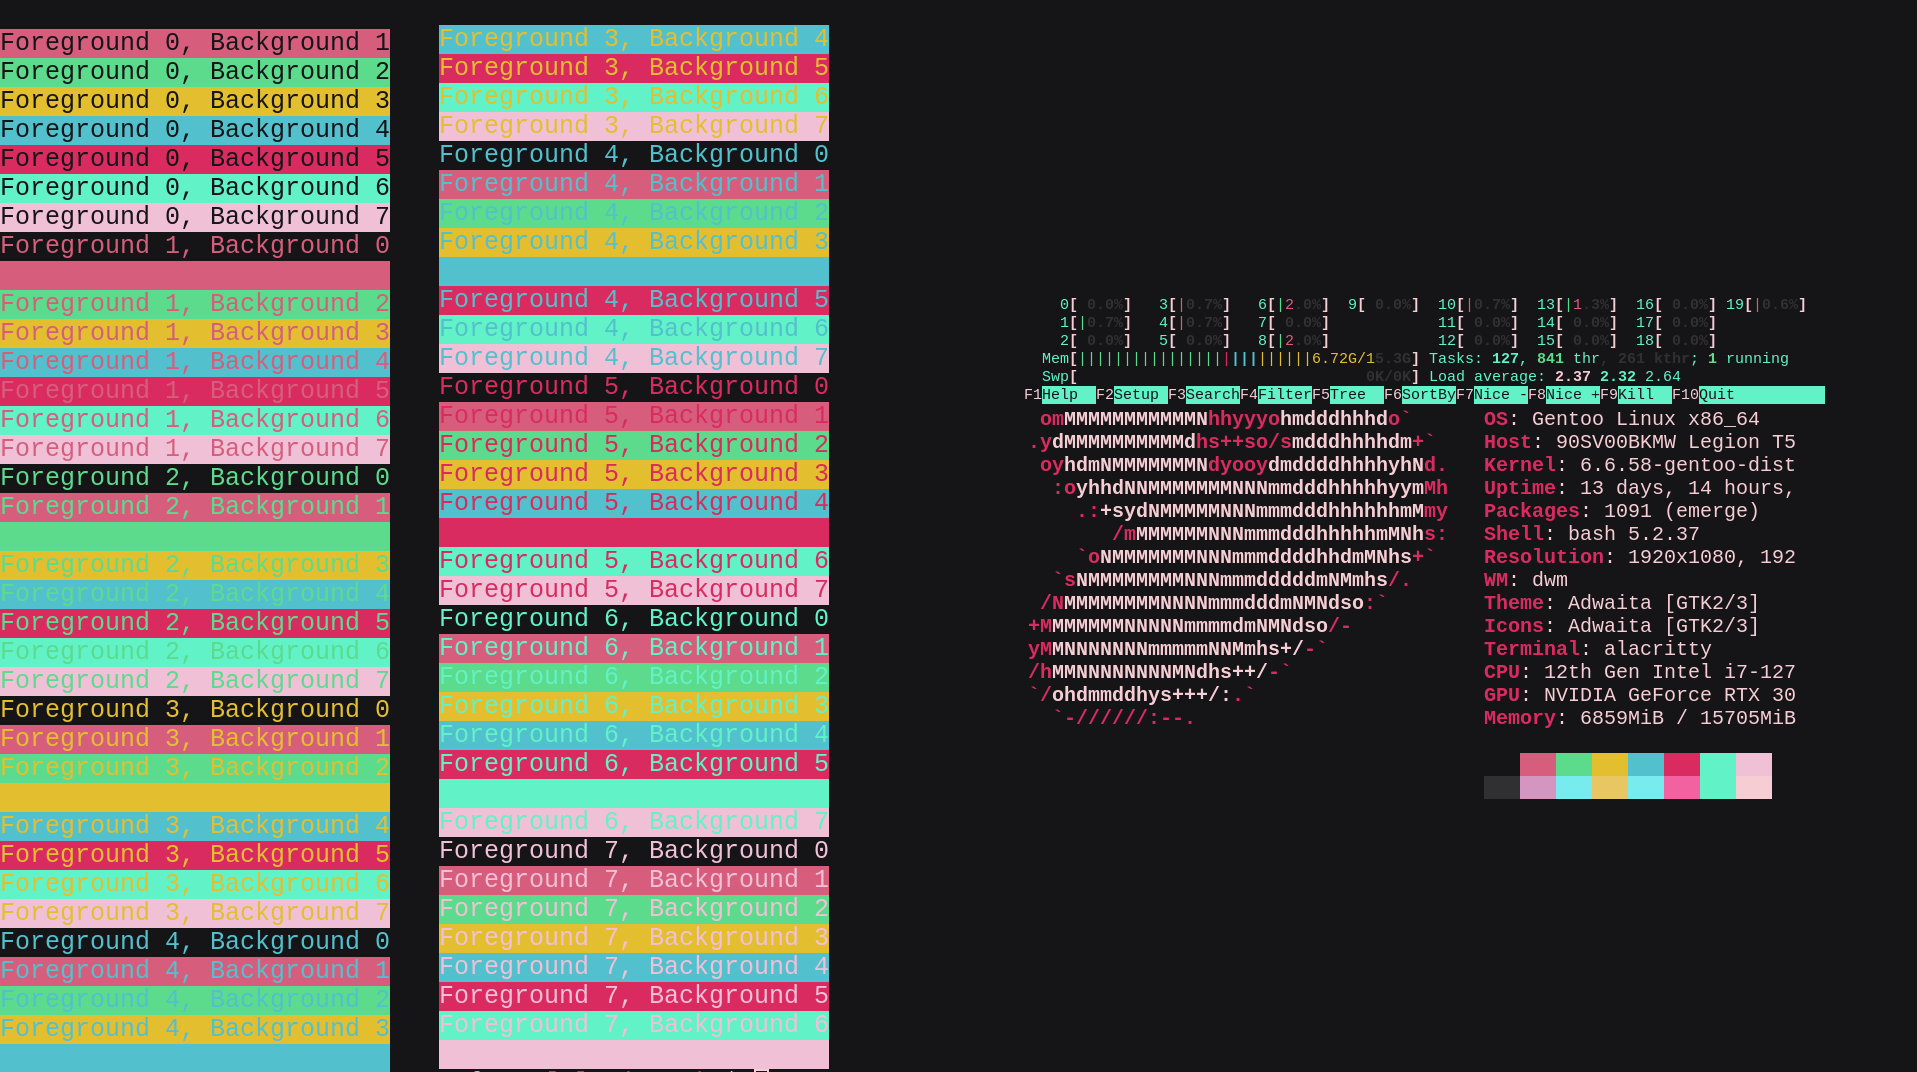 Foreground 0, Background 1
Foreground 0, Background 2
Foreground 0, Background 3
Foreground 0, Background 4
Foreground 0, Background 5
Foreground 0, Background 6
Foreground 0, Background 7
Foreground 1, Background 0
Foreground 1, Background 2
Foreground 1, Background 3
Foreground 1, Background 4
Foreground 1, Background 5
Foreground 1, Background 6
Foreground 1, Background 7
Foreground 2, Background 0
Foreground 2, Background 1
Foreground 2, Background 3
Foreground 2, Background 4
Foreground 2, Background 5
Foreground 2, Background 6
Foreground 2, Background 7
Foreground 3, Background 0
Foreground 3, Background 1
Foreground 3, Background 2
Foreground 3, Background 4
Foreground 3, Background 5
Foreground 3, Background 6
Foreground 3, Background 7
Foreground 4, Background 0
Foreground 4, Background 1
Foreground 4, Background 2
Foreground 4, Background 3
Foreground 3, Background 4
Foreground 3, Background 5
Foreground 3, Background 6
Foreground 3, Background 7
Foreground 4, Background 0
Foreground 4, Background 1
Foreground 4, Background 2
Foreground 4, Background 3
Foreground 4, Background 5
Foreground 4, Background 6
Foreground 4, Background 7
Foreground 5, Background 0
Foreground 5, Background 1
Foreground 5, Background 2
Foreground 5, Background 3
Foreground 5, Background 4
Foreground 5, Background 6
Foreground 5, Background 7
Foreground 6, Background 0
Foreground 6, Background 1
Foreground 6, Background 2
Foreground 6, Background 3
Foreground 6, Background 4
Foreground 6, Background 5
Foreground 6, Background 7
Foreground 7, Background 0
Foreground 7, Background 1
Foreground 7, Background 2
Foreground 7, Background 3
Foreground 7, Background 4
Foreground 7, Background 5
Foreground 7, Background 6
0[ 0.0%] 3[|0.7%] 6[|2.0%] 9[ 0.0%] 10[|0.7%] 13[|1.3%] 16[ 0.0%] 19[|0.6%]
1[|0.7%] 4[|0.7%] 7[ 0.0%] 11[ 0.0%] 14[ 0.0%] 17[ 0.0%]
2[ 0.0%] 5[ 0.0%] 8[|2.0%] 12[ 0.0%] 15[ 0.0%] 18[ 0.0%]
Mem[||||||||||||||||||||||||||6.72G/15.3G] Tasks: 127, 841 thr, 261 kthr; 1 running
Swp[ 0K/0K] Load average: 2.37 2.32 2.64
F1Help F2Setup F3SearchF4FilterF5Tree F6SortByF7Nice -F8Nice +F9Kill F10Quit
omMMMMMMMMMMMNhhyyyohmdddhhhdo` OS: Gentoo Linux x86_64
.ydMMMMMMMMMMdhs++so/smdddhhhhdm+` Host: 90SV00BKMW Legion T5
oyhdmNMMMMMMMNdyooydmddddhhhhyhNd. Kernel: 6.6.58-gentoo-dist
:oyhhdNNMMMMMMMNNNmmdddhhhhhyymMh Uptime: 13 days, 14 hours,
.:+sydNMMMMMNNNmmmdddhhhhhhmMmy Packages: 1091 (emerge)
/mMMMMMMNNNmmmdddhhhhhmMNhs: Shell: bash 5.2.37
`oNMMMMMMMNNNmmmddddhhdmMNhs+` Resolution: 1920x1080, 192
`sNMMMMMMMMNNNmmmdddddmNMmhs/. WM: dwm
/NMMMMMMMMNNNNmmmdddmNMNdso:` Theme: Adwaita [GTK2/3]
+MMMMMMMNNNNNmmmmdmNMNdso/- Icons: Adwaita [GTK2/3]
yMMNNNNNNNmmmmmNNMmhs+/-` Terminal: alacritty
/hMMNNNNNNNNMNdhs++/-` CPU: 12th Gen Intel i7-127
`/ohdmmddhys+++/:.` GPU: NVIDIA GeForce RTX 30
`-//////:--. Memory: 6859MiB / 15705MiB